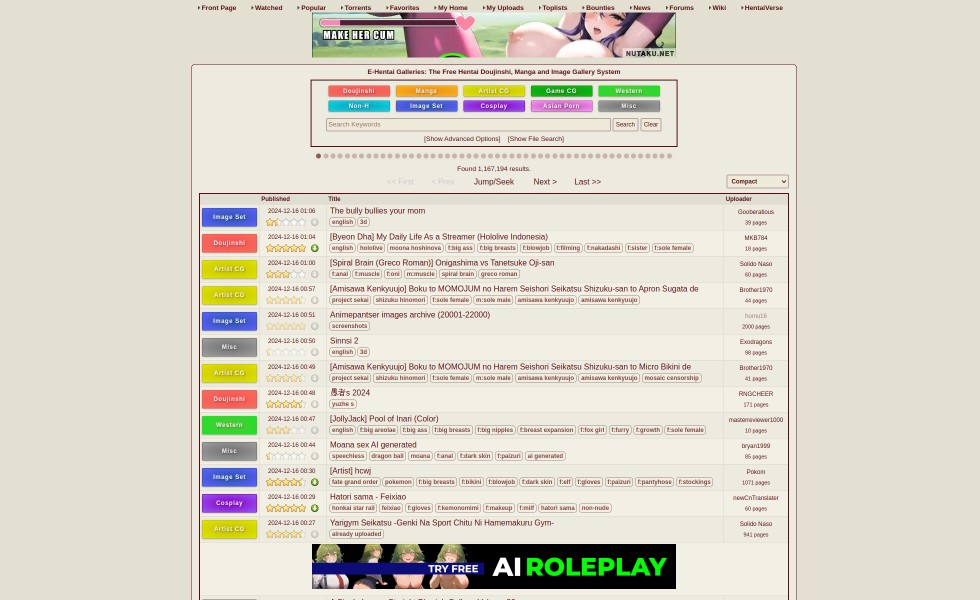 Front Page Watched Popular Torrents Favorites My Home My Uploads Toplists Bounties News Forums Wiki HentaiVerse
MAKE HER CUM
NUTAKU.NET
E-Hentai Galleries: The Free Hentai Doujinshi, Manga and Image Gallery System
Doujinshi Manga Artist CG Game CG Western
Non-H Image Set Cosplay Asian Porn Misc
Search Keywords Search Clear
[Show Advanced Options] [Show File Search]
Found 1,167,194 results.
<< First < Prev Jump/Seek Next > Last >> Compact
Published Title Uploader
Image Set 2024-12-16 01:06 The bully bullies your mom Gooberatious
english 3d 39 pages
Doujinshi 2024-12-16 01:04 [Byeon Dha] My Daily Life As a Streamer (Hololive Indonesia) MKB784
english hololive moona hoshinova f:big ass f:big breasts f:blowjob f:filming f:nakadashi f:sister f:sole female 18 pages
Artist CG 2024-12-16 01:00 [Spiral Brain (Greco Roman)] Onigashima vs Tanetsuke Oji-san Solido Naso
f:anal f:muscle f:oni m:muscle spiral brain greco roman 60 pages
Artist CG 2024-12-16 00:57 [Amisawa Kenkyuujo] Boku to MOMOJUM no Harem Seishori Seikatsu Shizuku-san to Apron Sugata de Brother1970
project sekai shizuku hinomori f:sole female m:sole male amisawa kenkyuujo amisawa kenkyuujo 44 pages
Image Set 2024-12-16 00:51 Animepantser images archive (20001-22000) homu16
screenshots 2000 pages
Misc 2024-12-16 00:50 Sinnsi 2 Exodragons
english 3d 98 pages
Artist CG 2024-12-16 00:49 [Amisawa Kenkyuujo] Boku to MOMOJUM no Harem Seishori Seikatsu Shizuku-san to Micro Bikini de Brother1970
project sekai shizuku hinomori f:sole female m:sole male amisawa kenkyuujo amisawa kenkyuujo mosaic censorship 41 pages
Doujinshi 2024-12-16 00:48 's 2024 RNGCHEER
yuzhe s 171 pages
Western 2024-12-16 00:47 [JollyJack] Pool of Inari (Color) masterreviewer1000
english f:big areolae f:big ass f:big breasts f:big nipples f:breast expansion f:fox girl f:furry f:growth f:sole female 10 pages
Misc 2024-12-16 00:44 Moana sex AI generated bryan1999
speechless dragon ball moana f:anal f:dark skin f:paizuri ai generated 85 pages
Image Set 2024-12-16 00:30 [Artist] hcwj Pokom
fate grand order pokemon f:big breasts f:bikini f:blowjob f:dark skin f:elf f:gloves f:paizuri f:pantyhose f:stockings 1071 pages
Cosplay 2024-12-16 00:29 Hatori sama - Feixiao newCnTranslater
honkai star rail feixiao f:gloves f:kemonomimi f:makeup f:milf hatori sama non-nude 60 pages
Artist CG 2024-12-16 00:27 Yarigym Seikatsu -Genki Na Sport Chitu Ni Hamemakuru Gym- Solido Naso
already uploaded 941 pages
TRY FREE AI ROLEPLAY